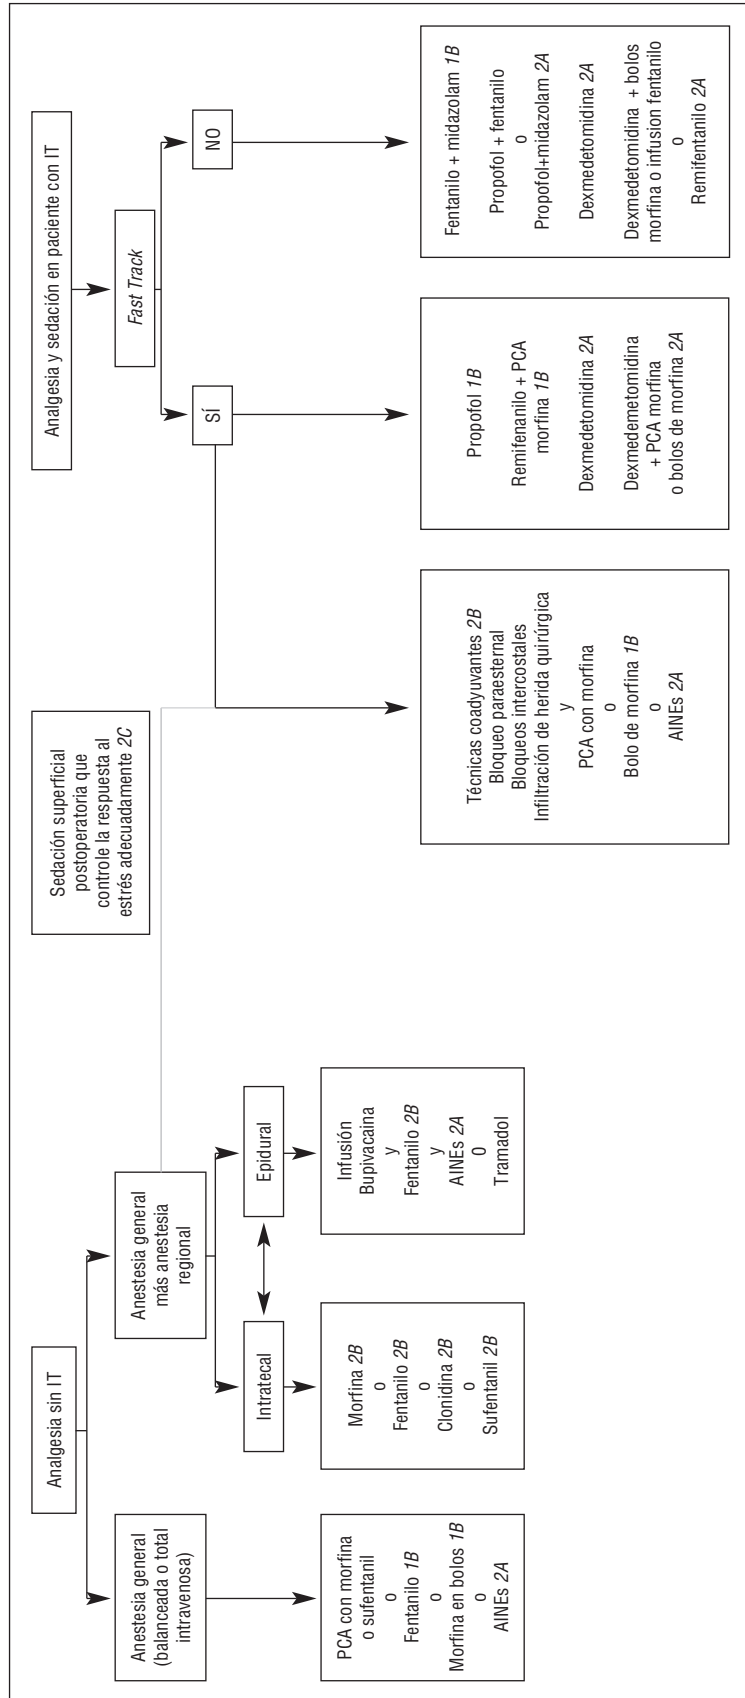 Analgesia sin IT
Anestesia general
(balanceada o total
intravenosa)
PCA con morfina
o sufentanil
o
Fentanilo 1B
o
Morfina en bolos 1B
o
AINEs 2A
Anestesia general
más anestesia
regional
Intratecal
Epidural
Morfina 2B
o
Fentanilo 2B
o
Clonidina 2B
o
Sufentanil 2B
Infusión
Bupivacaina
y
Fentanilo 2B
y
AINEs 2A
O
Tramadol
Sedación superficial
postoperatoria que
controle la respuesta al
estrés adecuadamente 2C
Analgesia y sedación en paciente con IT
Fast Track
SÍ
NO
Técnicas coadyuvantes 2B
Bloqueo paraesternal
Bloqueos intercostales
Infiltración de herida quirúrgica
y
PCA con morfina
o
Bolo de morfina 1B
o
AINEs 2A
Propofol 1B
Remifenanilo + PCA
morfina 1B
Dexmedetomidina 2A
Dexmedemetomidina
+ PCA morfina
o bolos de morfina 2A
Fentanilo + midazolam 1B
Propofol + fentanilo
o
Propofol+midazolam 2A
Dexmedetomidina 2A
Dexmedetomidina + bolos
morfina o infusion fentanilo
o
Remifentanilo 2A